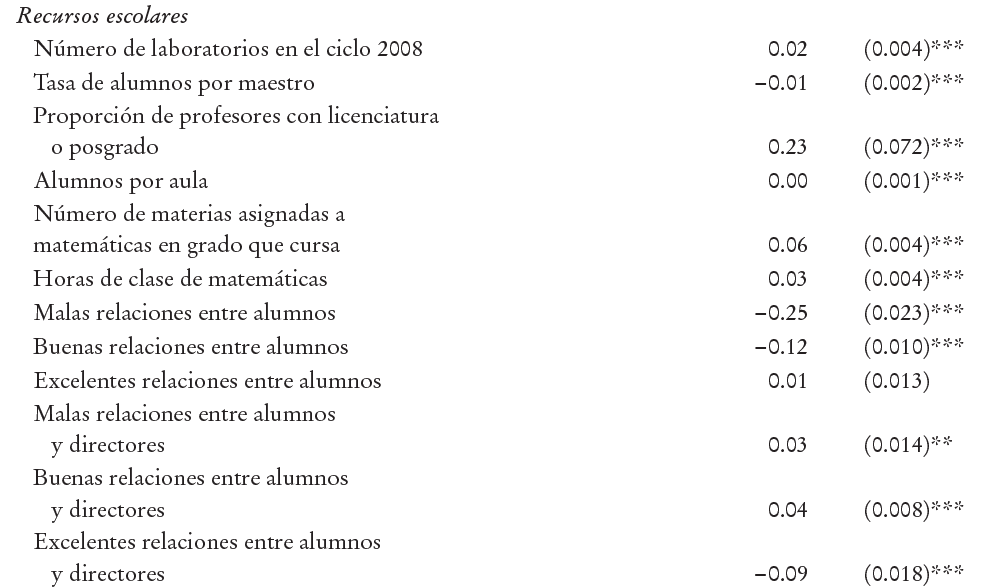 Recursos escolares
Número de laboratorios en el ciclo 2008 0.02 (0.004)***
Tasa de alumnos por maestro −0.01 (0.002)***
Proporción de profesores con licenciatura
o posgrado 0.23 (0.072)***
Alumnos por aula 0.00 (0.001)***
Número de materias asignadas a
matemáticas en grado que cursa 0.06 (0.004)***
Horas de clase de matemáticas 0.03 (0.004)***
Malas relaciones entre alumnos −0.25 (0.023)***
Buenas relaciones entre alumnos −0.12 (0.010)***
Excelentes relaciones entre alumnos 0.01 (0.013)
Malas relaciones entre alumnos
y directores 0.03 (0.014)**
Buenas relaciones entre alumnos
y directores 0.04 (0.008)***
Excelentes relaciones entre alumnos
y directores −0.09 (0.018)***